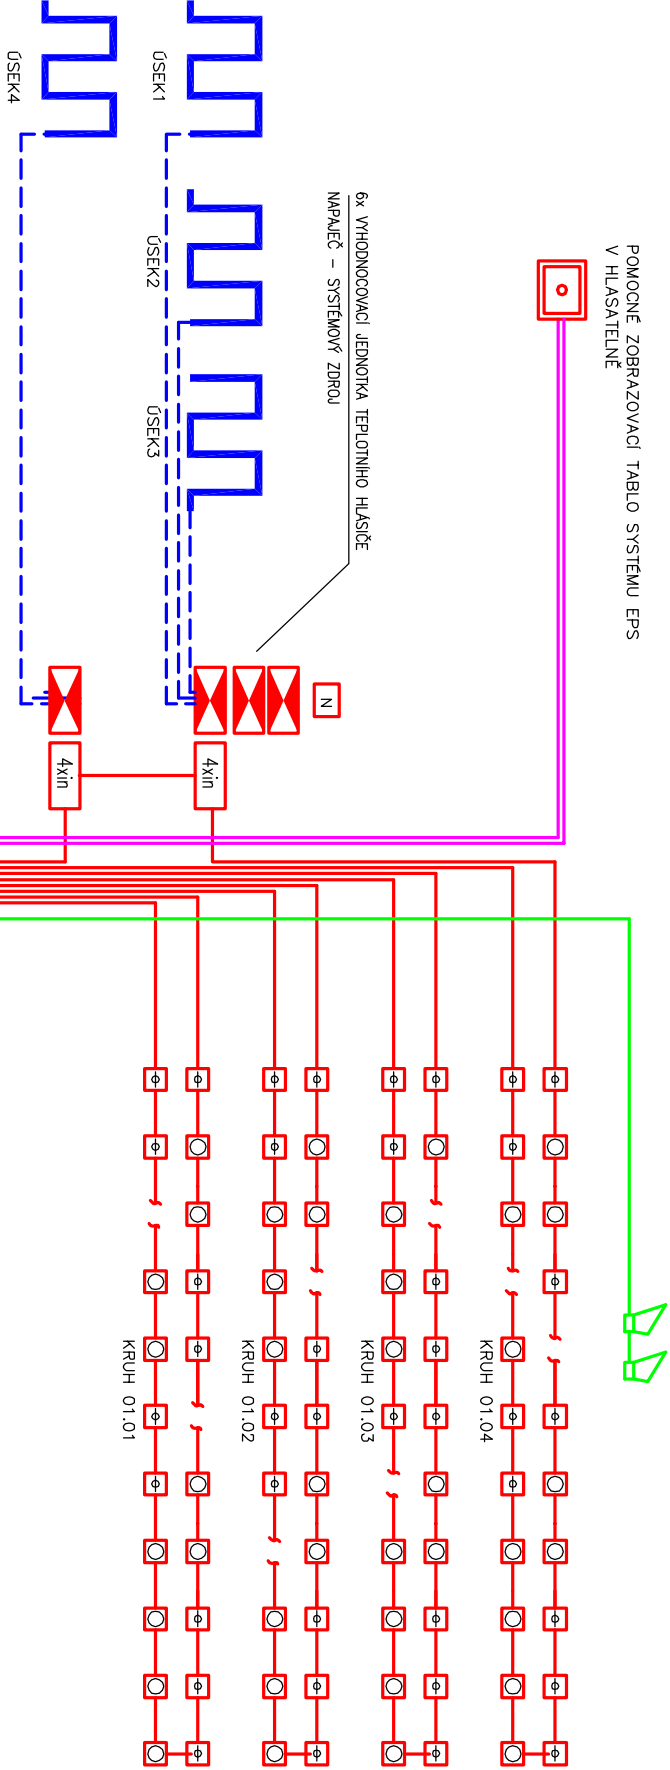 POMOCNÉ ZOBRAZOVACÍ TABLO SYSTÉMU EPS
V HLASATELNĚ
6x VYHODNOCOVACÍ JEDNOTKA TEPLOTNÍHO HLÁSIČE
NAPAJEČ – SYSTÉMOVÝ ZDROJ
ÚSEK1
ÚSEK2
ÚSEK3
ÚSEK4
N
4xin
4xin
KRUH 01.04
KRUH 01.03
KRUH 01.02
KRUH 01.01